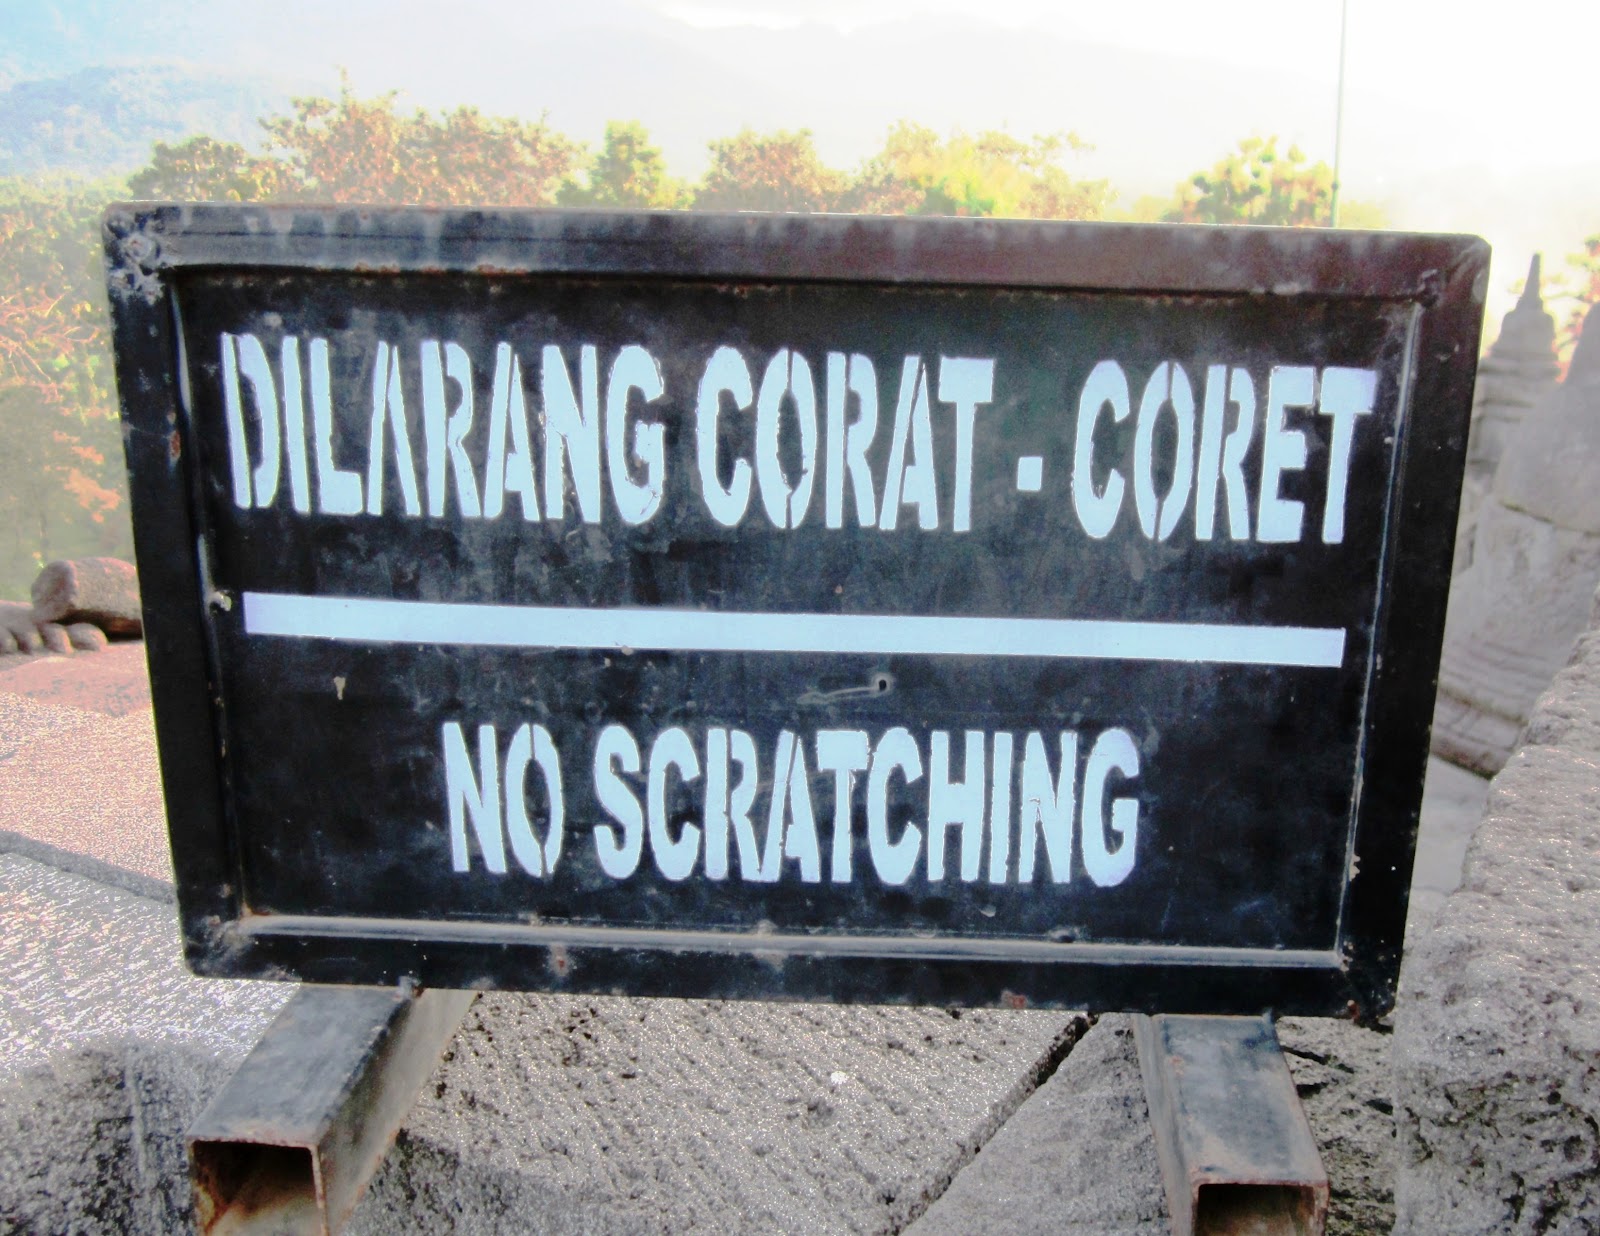 DILARANG CORAT - CORET
NO SCRATCHING